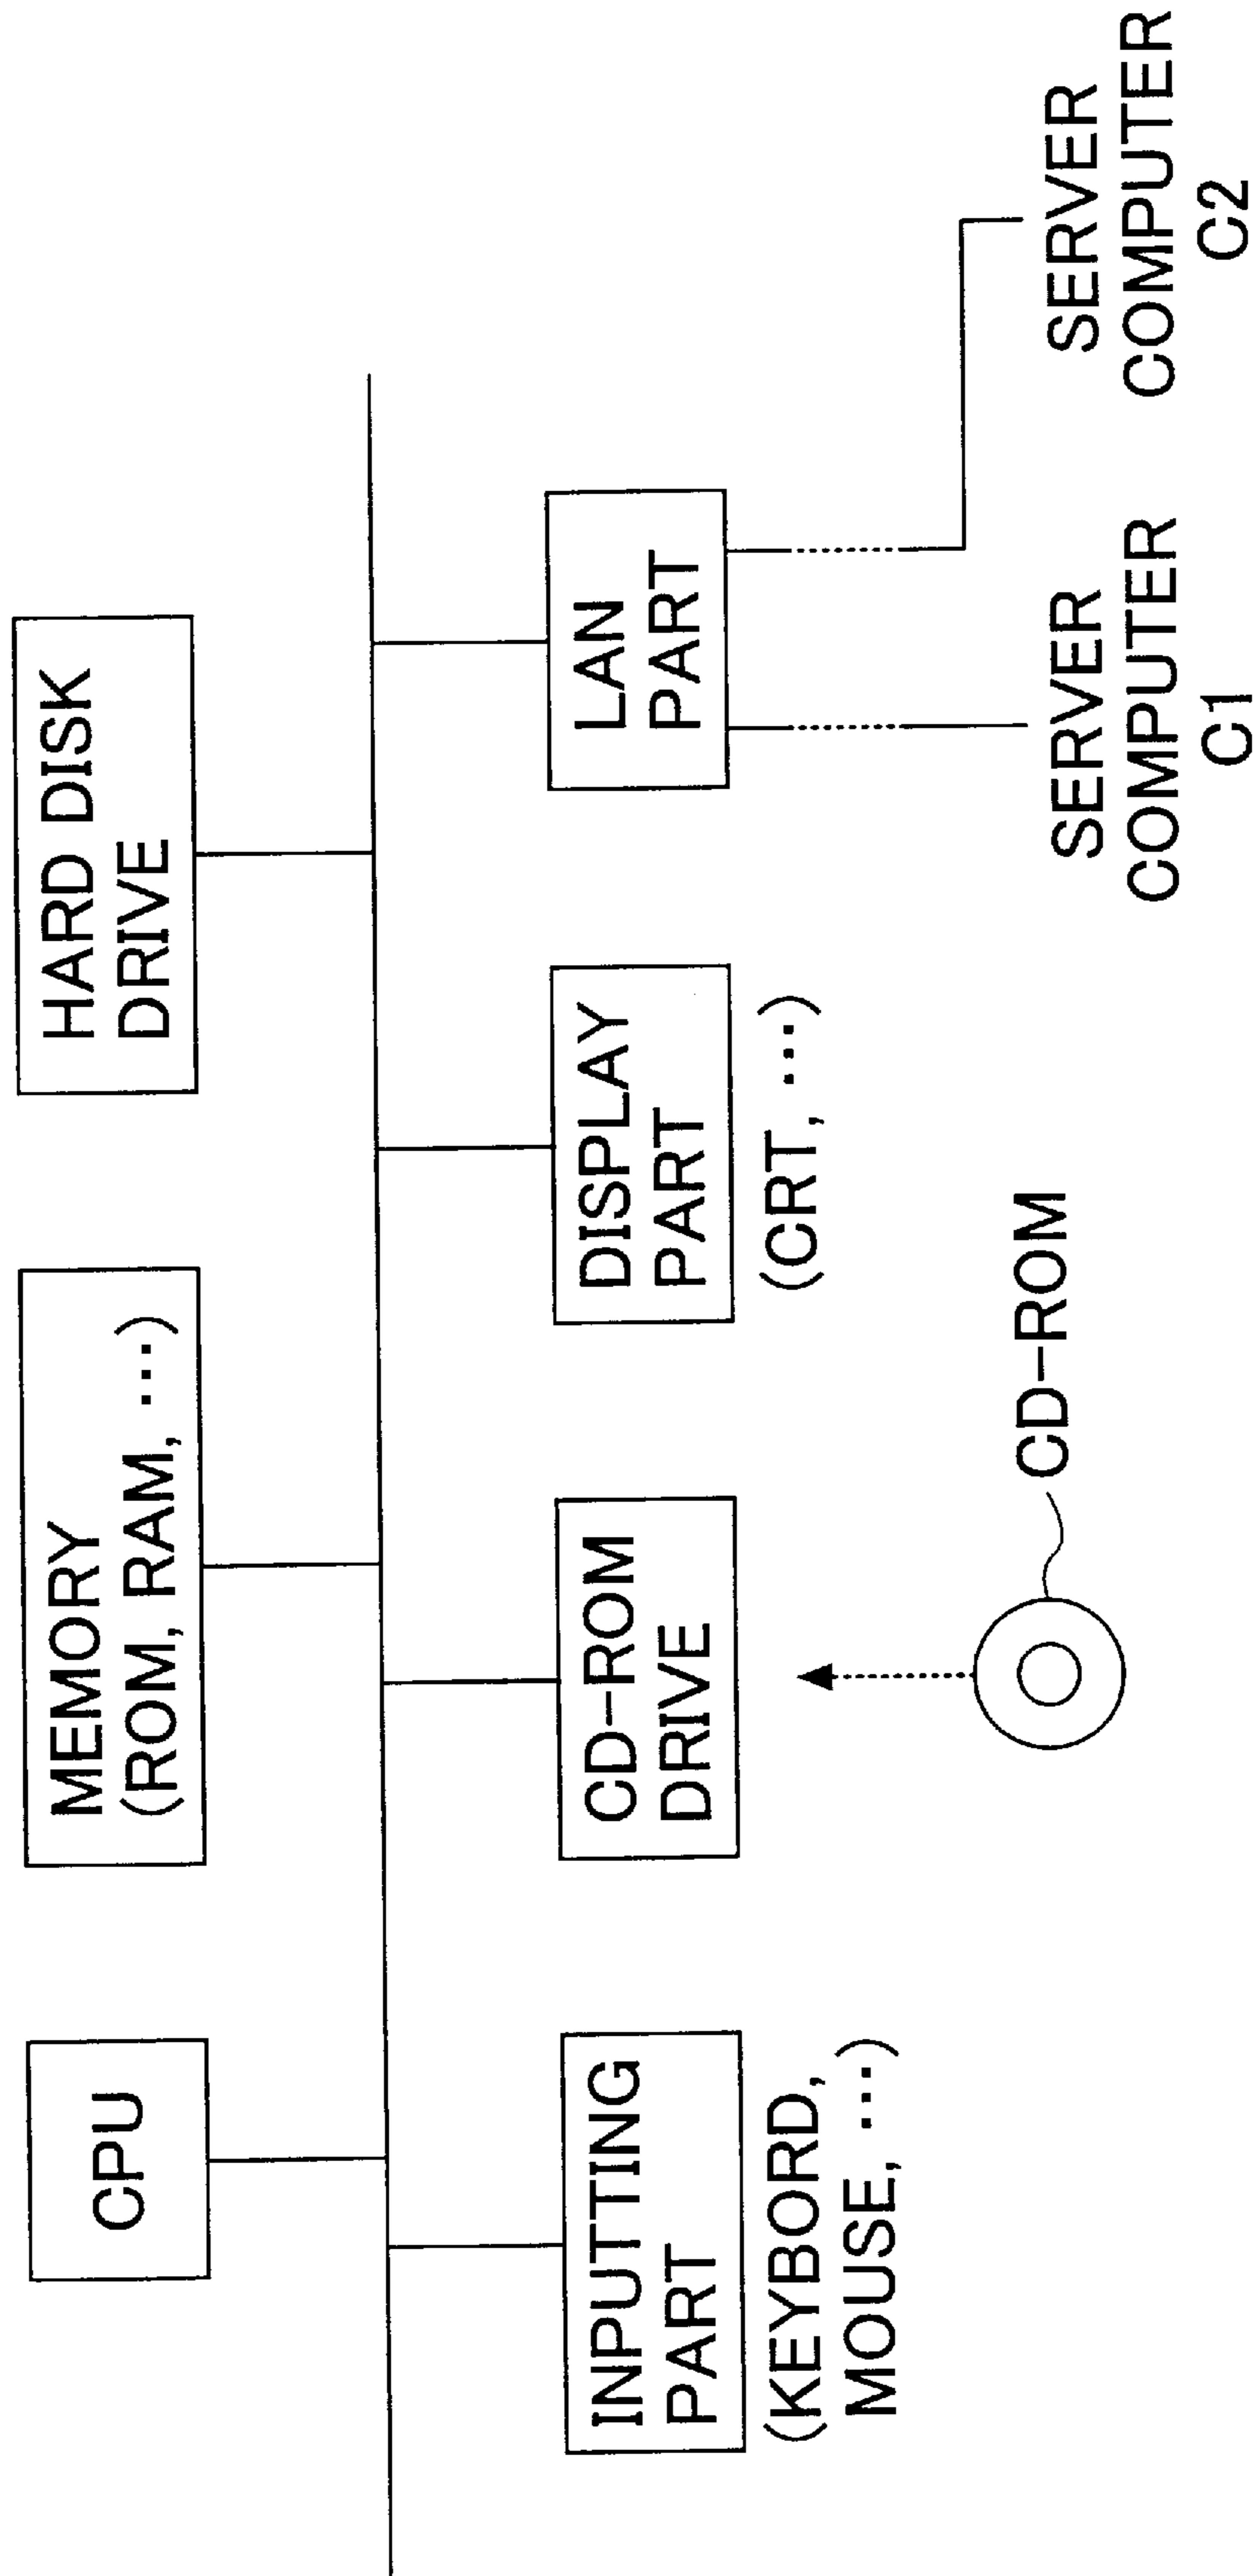 CPU
MEMORY
(ROM, RAM, ···)
HARD DISK
DRIVE
INPUTTING
PART
(KEYBORD,
MOUSE, ···)
CD-ROM
DRIVE
DISPLAY
PART
(CRT, ···)
LAN
PART
CD-ROM
SERVER
COMPUTER
C1
SERVER
COMPUTER
C2